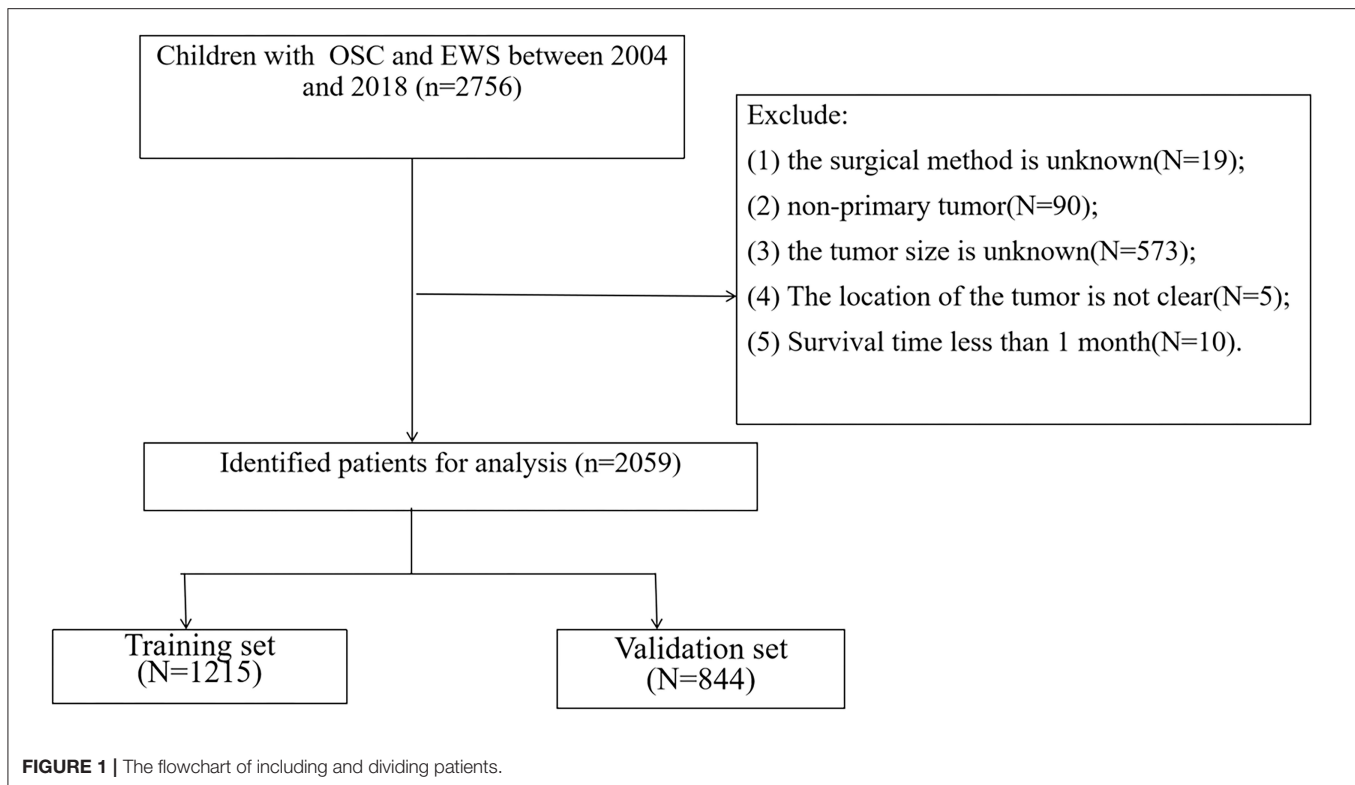 Children with OSC and EWS between 2004
and 2018 (n=2756)
Exclude:
(1) the surgical method is unknown(N=19);
(2) non-primary tumor(N=90);
(3) the tumor size is unknown(N=573);
(4) The location of the tumor is not clear(N=5);
(5) Survival time less than 1 month(N=10).
Identified patients for analysis (n=2059)
Training set
(N=1215)
Validation set
(N=844)
FIGURE 1 | The flowchart of including and dividing patients.